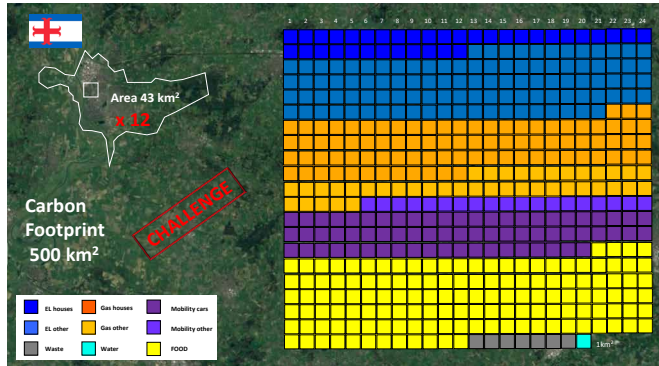 1 2 3 4 5 6 7 8 9 10 11 12 13 14 15 16 17 18 19 20 21 22 23 24
Area 43 km²
x 12
CHALLENGE
Carbon
Footprint
500 km²
EL houses
Gas houses
Mobility cars
EL other
Gas other
Mobility other
Waste
Water
FOOD
1km²